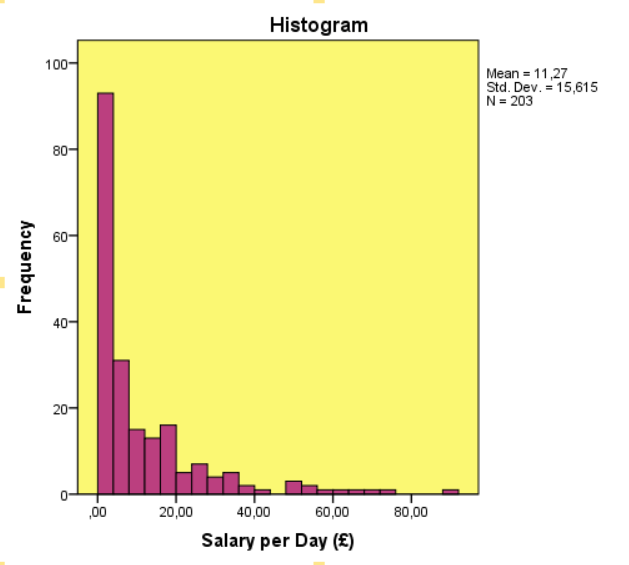 Histogram
100
80
60
40
20
0
Frequency
,00
20,00
40,00
60,00
80,00
Salary per Day (£)
Mean = 11,27
Std. Dev. = 15,615
N = 203